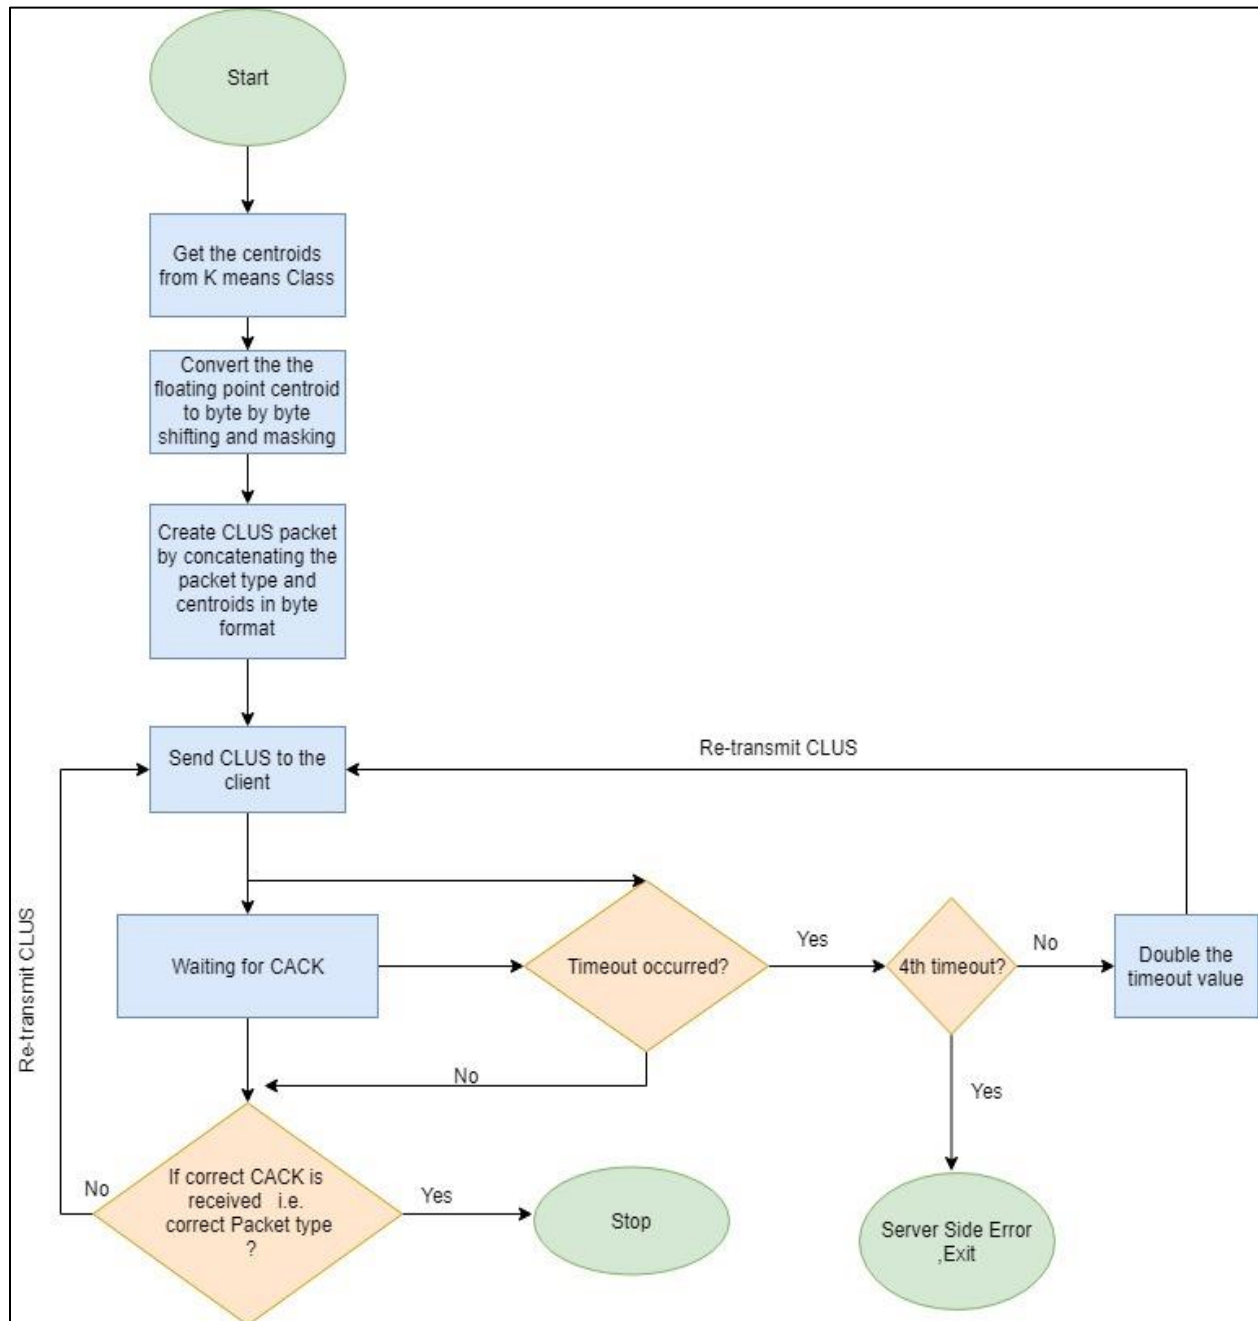 Start
Get the centroids
from K means Class
Convert the the
floating point centroid
to byte by byte
shifting and masking
Create CLUS packet
by concatenating the
packet type and
centroids in byte
format
Send CLUS to the
client
Re-transmit CLUS
Re-transmit CLUS
Waiting for CACK
Timeout occurred?
Yes
4th timeout?
No
Double the
timeout value
No
Yes
If correct CACK is
received i.e.
correct Packet type
?
No
Yes
Stop
Server Side Error
,Exit